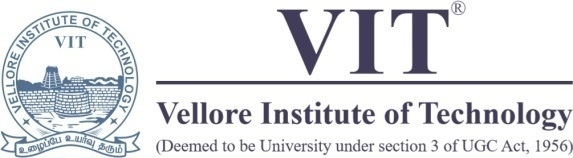 VELLORE INSTITUTE OF TECHNOLOGY
VIT
உழைப்பே உயர்வு தரும்
VIT®
Vellore Institute of Technology
(Deemed to be University under section 3 of UGC Act, 1956)